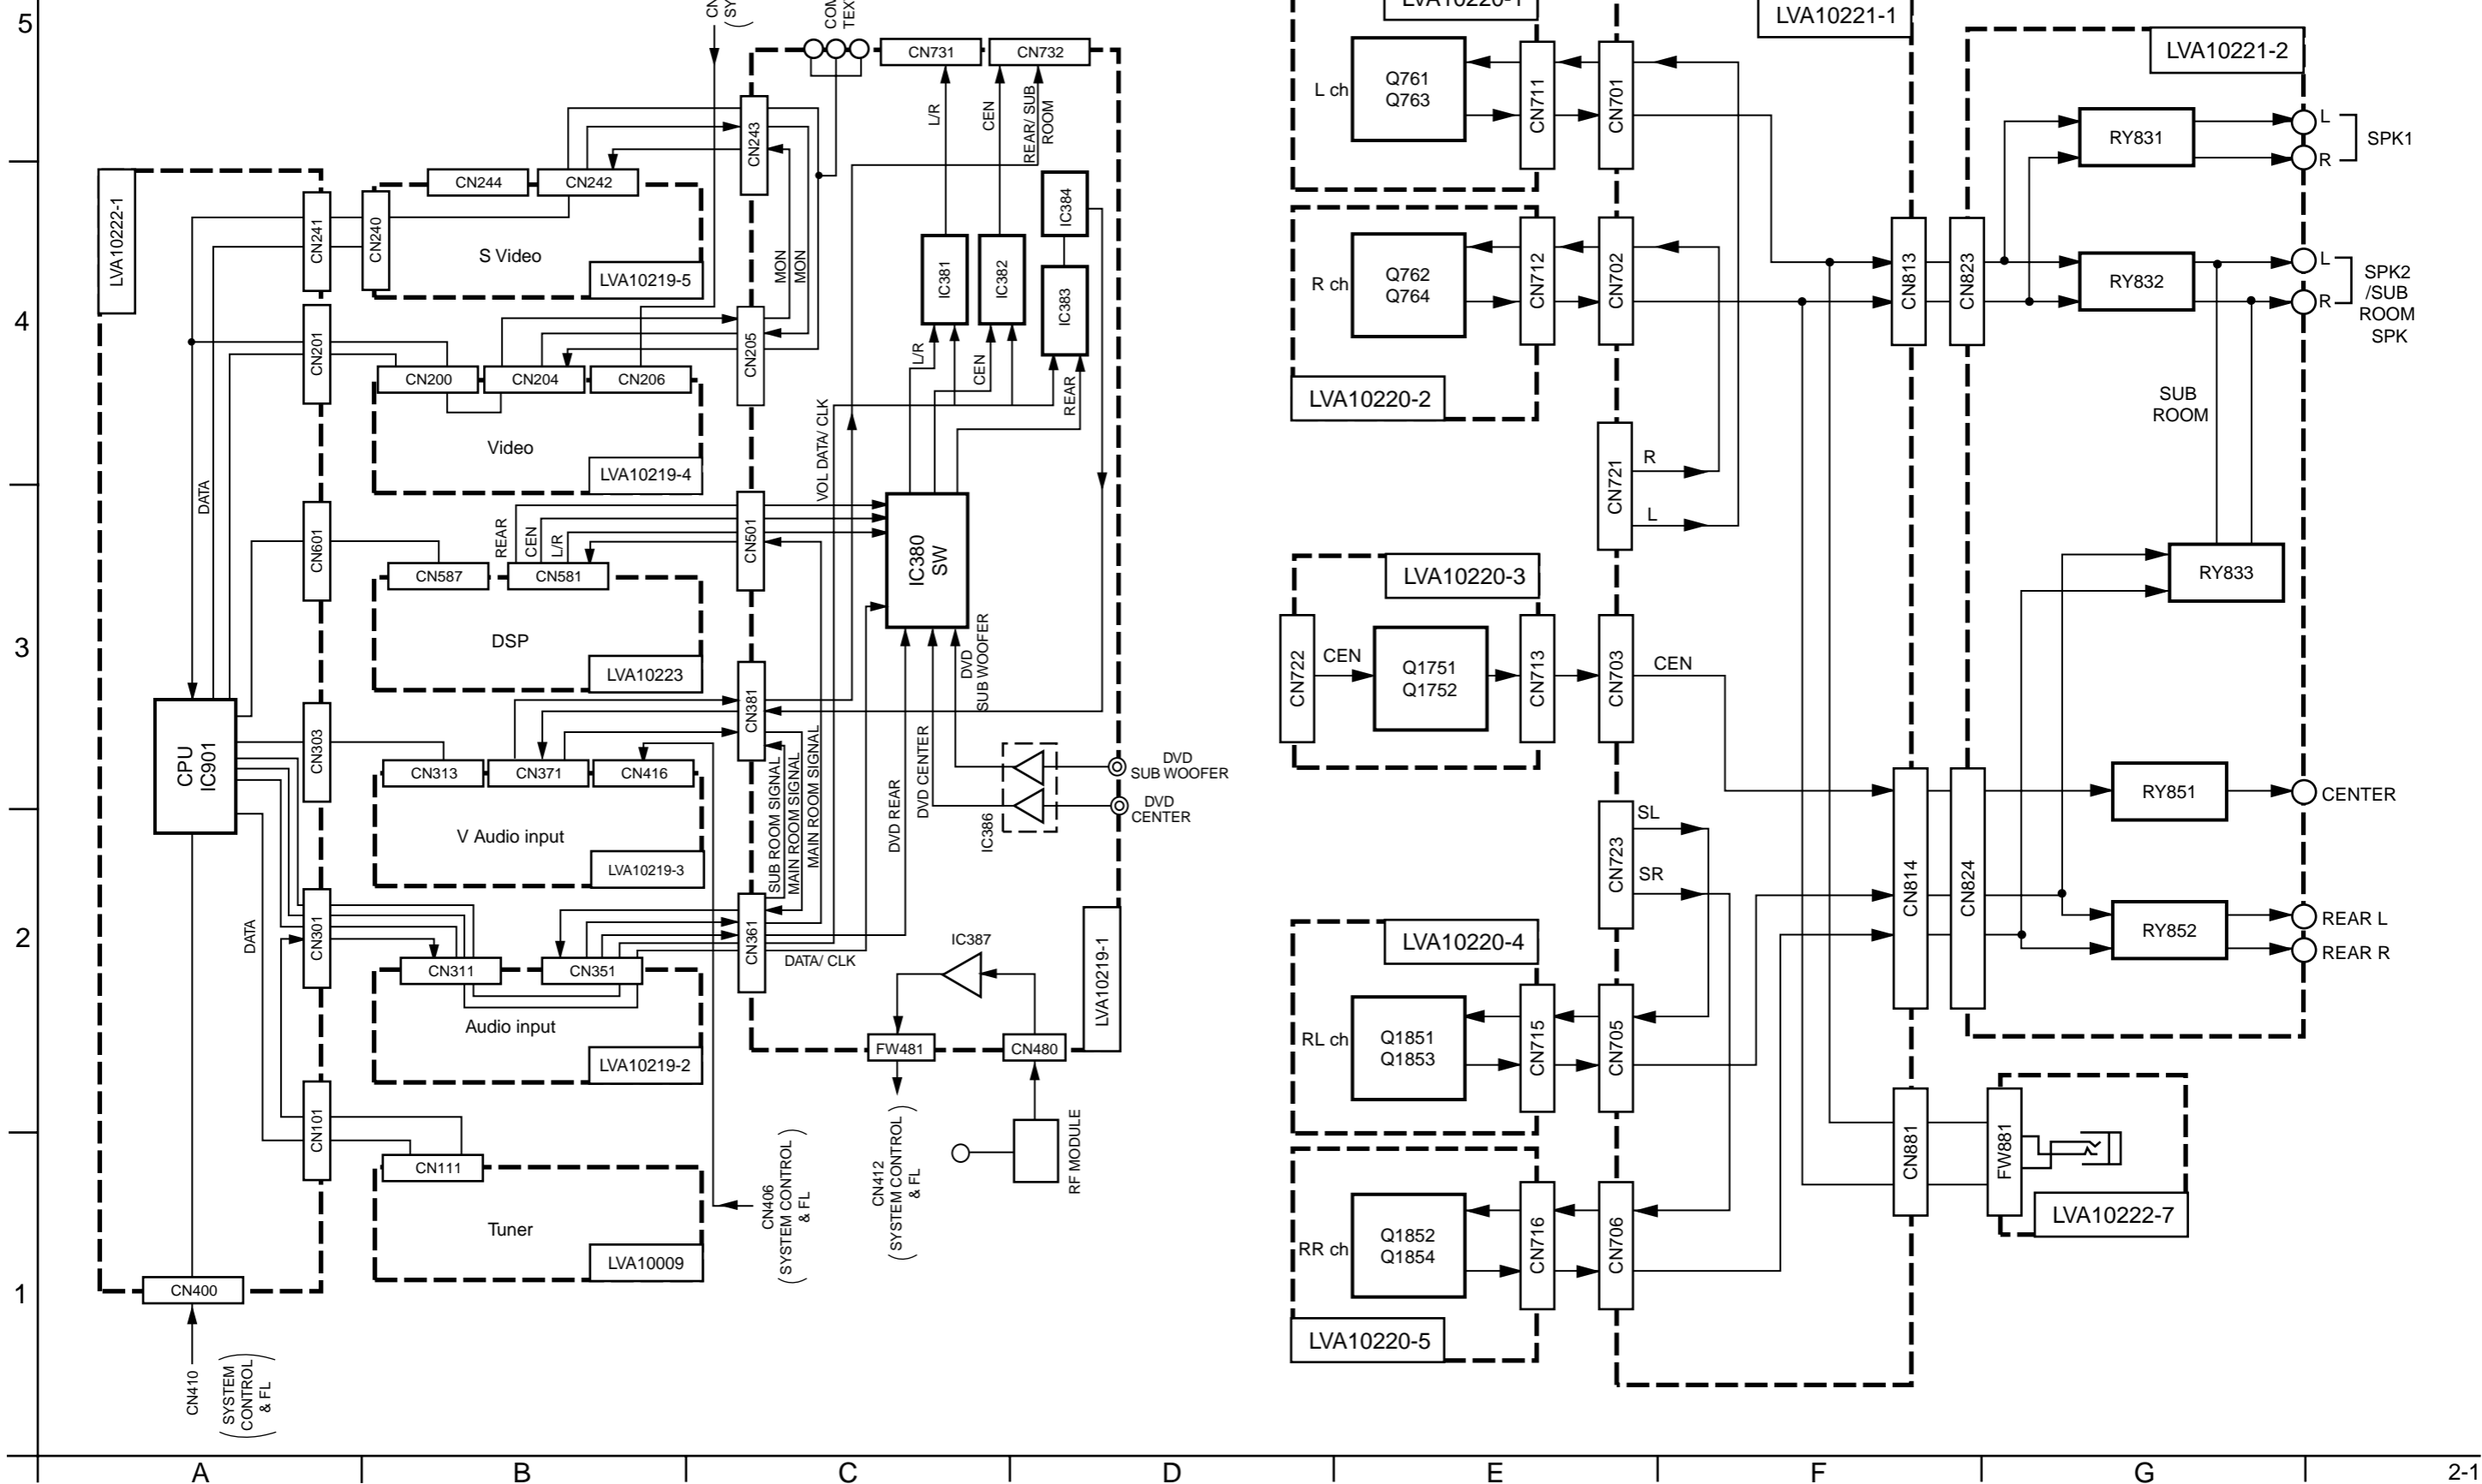 5
4
3
2
1
CN731
CN732
L/R
CEN
REAR/ SUB
ROOM
CN243
CN244
CN242
LVA10222-1
CN241
CN240
S Video
LVA10219-5
MON
MON
IC381
IC382
IC384
IC383
CN201
CN205
CN200
CN204
CN206
Video
LVA10219-4
L/R
CEN
REAR
VOL DATA/ CLK
DATA
CN601
REAR
CEN
L/R
CN501
IC380
SW
CN587
CN581
DSP
LVA10223
CPU
IC901
CN303
CN381
CN313
CN371
CN416
V Audio input
LVA10219-3
SUB ROOM SIGNAL
MAIN ROOM SIGNAL
MAIN ROOM SIGNAL
DVD REAR
DVD CENTER
DVD
SUB WOOFER
IC386
DVD
SUB WOOFER
DVD
CENTER
DATA
CN301
CN361
DATA/ CLK
CN311
CN351
Audio input
LVA10219-2
IC387
LVA10219-1
FW481
CN480
CN101
CN111
Tuner
LVA10009
CN406
(SYSTEM CONTROL
& FL)
CN412
(SYSTEM CONTROL
& FL)
RF MODULE
CN400
CN410
(SYSTEM
CONTROL
& FL)
LVA10221-1
LVA10221-2
L ch
Q761
Q763
CN711
CN701
RY831
L
R
SPK1
R ch
Q762
Q764
CN712
CN702
LVA10220-2
CN813
CN823
RY832
L
R
SPK2
/SUB
ROOM
SPK
SUB
ROOM
CN721
R
L
RY833
LVA10220-3
CN722
CEN
Q1751
Q1752
CN713
CN703
CEN
RY851
CENTER
CN723
SL
SR
CN814
CN824
RY852
REAR L
REAR R
LVA10220-4
RL ch
Q1851
Q1853
CN715
CN705
RR ch
Q1852
Q1854
CN716
CN706
LVA10220-5
CN881
FW881
LVA10222-7
A
B
C
D
E
F
G
2-1